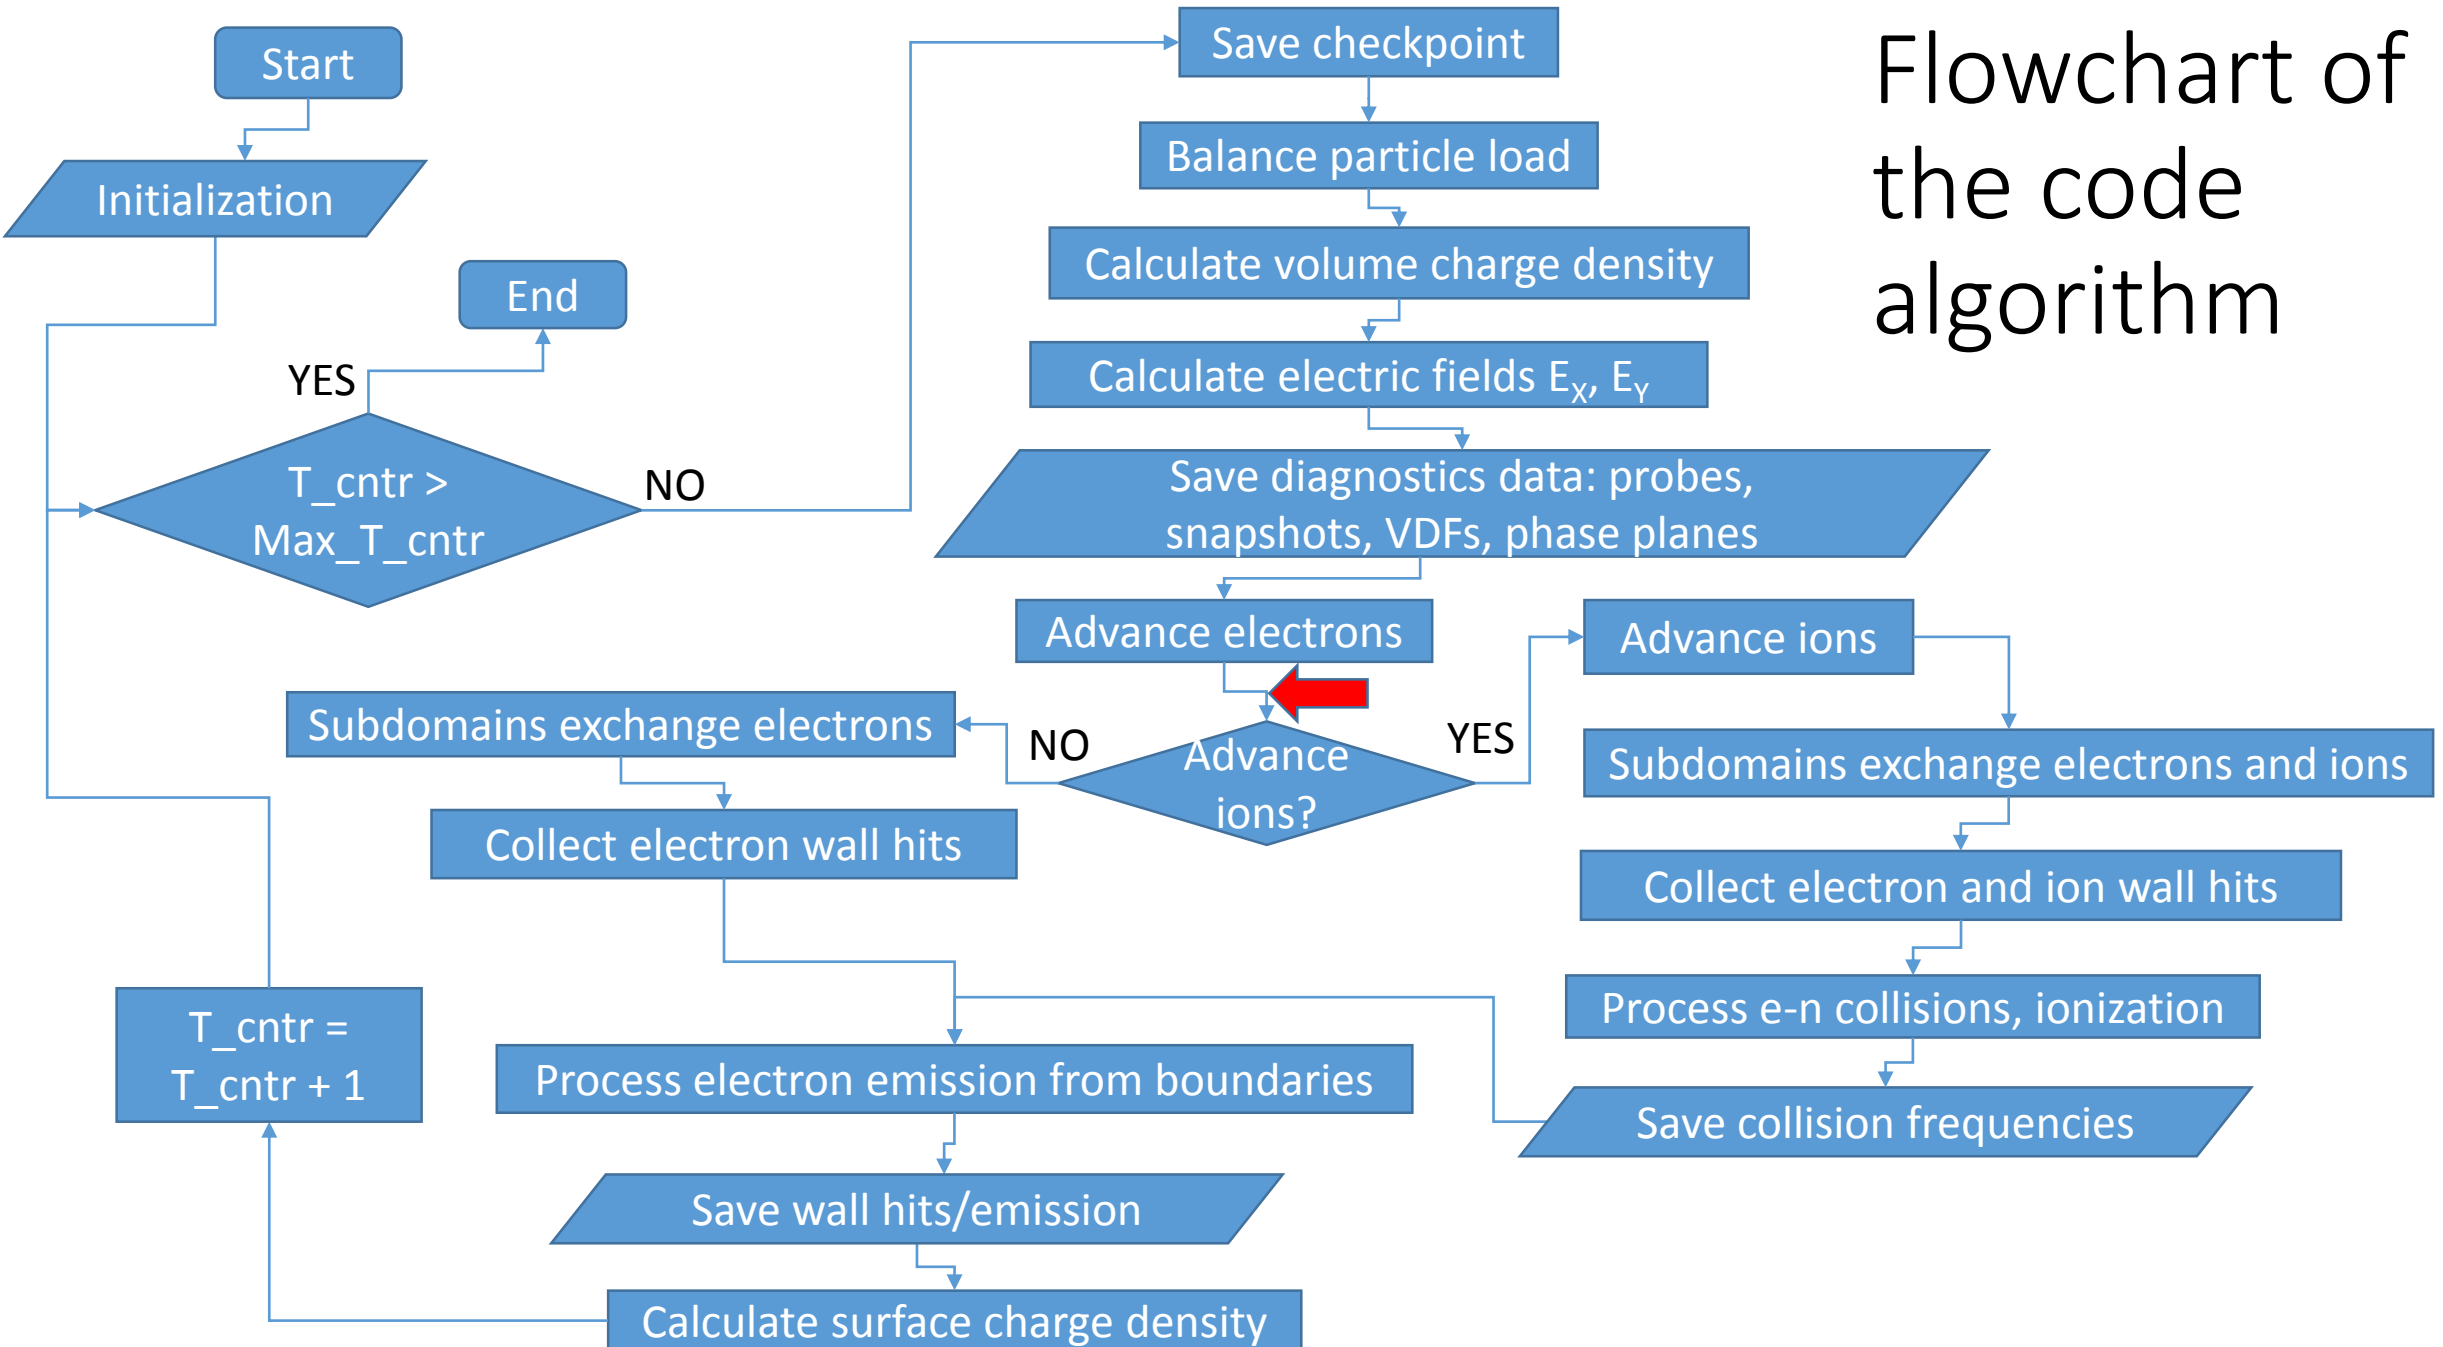 Flowchart of
the code
algorithm
Start
Initialization
End
YES
T_cntr >
Max_T_cntr
NO
Save checkpoint
Balance particle load
Calculate volume charge density
Calculate electric fields E_X, E_Y
Save diagnostics data: probes,
snapshots, VDFs, phase planes
Advance electrons
Advance
ions?
NO
YES
Subdomains exchange electrons
Collect electron wall hits
Advance ions
Subdomains exchange electrons and ions
Collect electron and ion wall hits
Process e-n collisions, ionization
Save collision frequencies
Process electron emission from boundaries
Save wall hits/emission
Calculate surface charge density
T_cntr =
T_cntr + 1